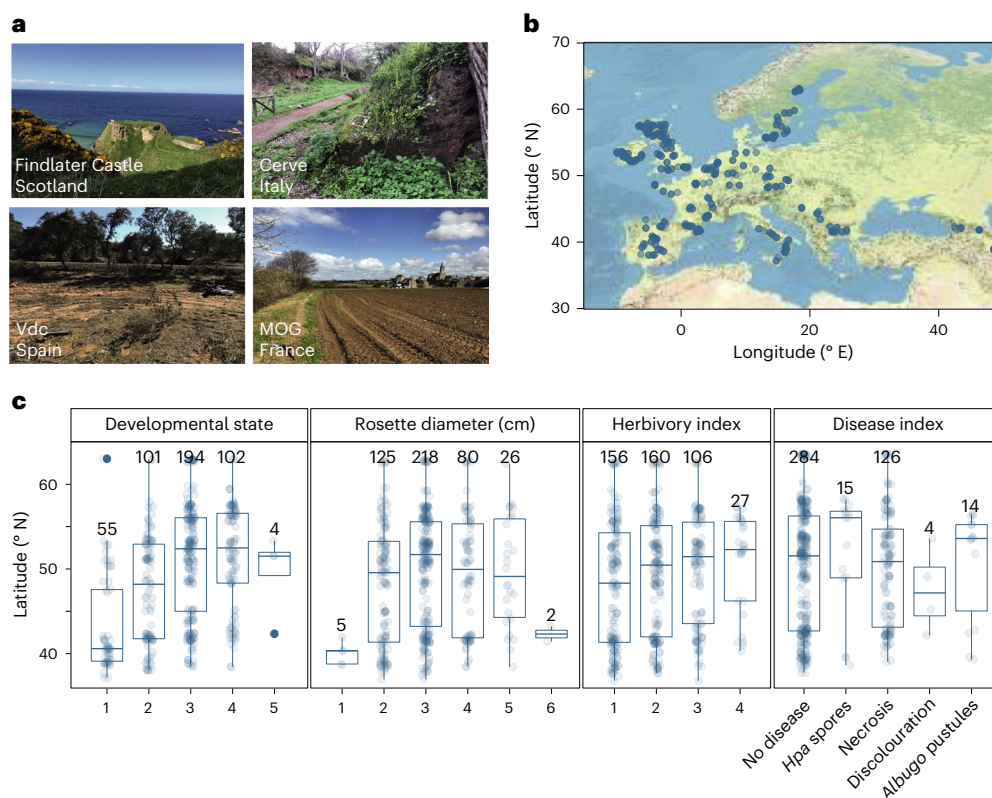 a
Findlater Castle
Scotland
Cerve
Italy
Vdc
Spain
MOG
France
b
70
60
50
40
30
Latitude (° N)
0 20 40
Longitude (° E)
c
Developmental state
Rosette diameter (cm)
Herbivory index
Disease index
Latitude (° N)
60
50
40
55 101 194 102 4
5 125 218 80 26 2
156 160 106 27
284 15 126 4 14
1 2 3 4 5
1 2 3 4 5 6
1 2 3 4
No disease
Hpa spores
Necrosis
Discolouration
Albugo pustules